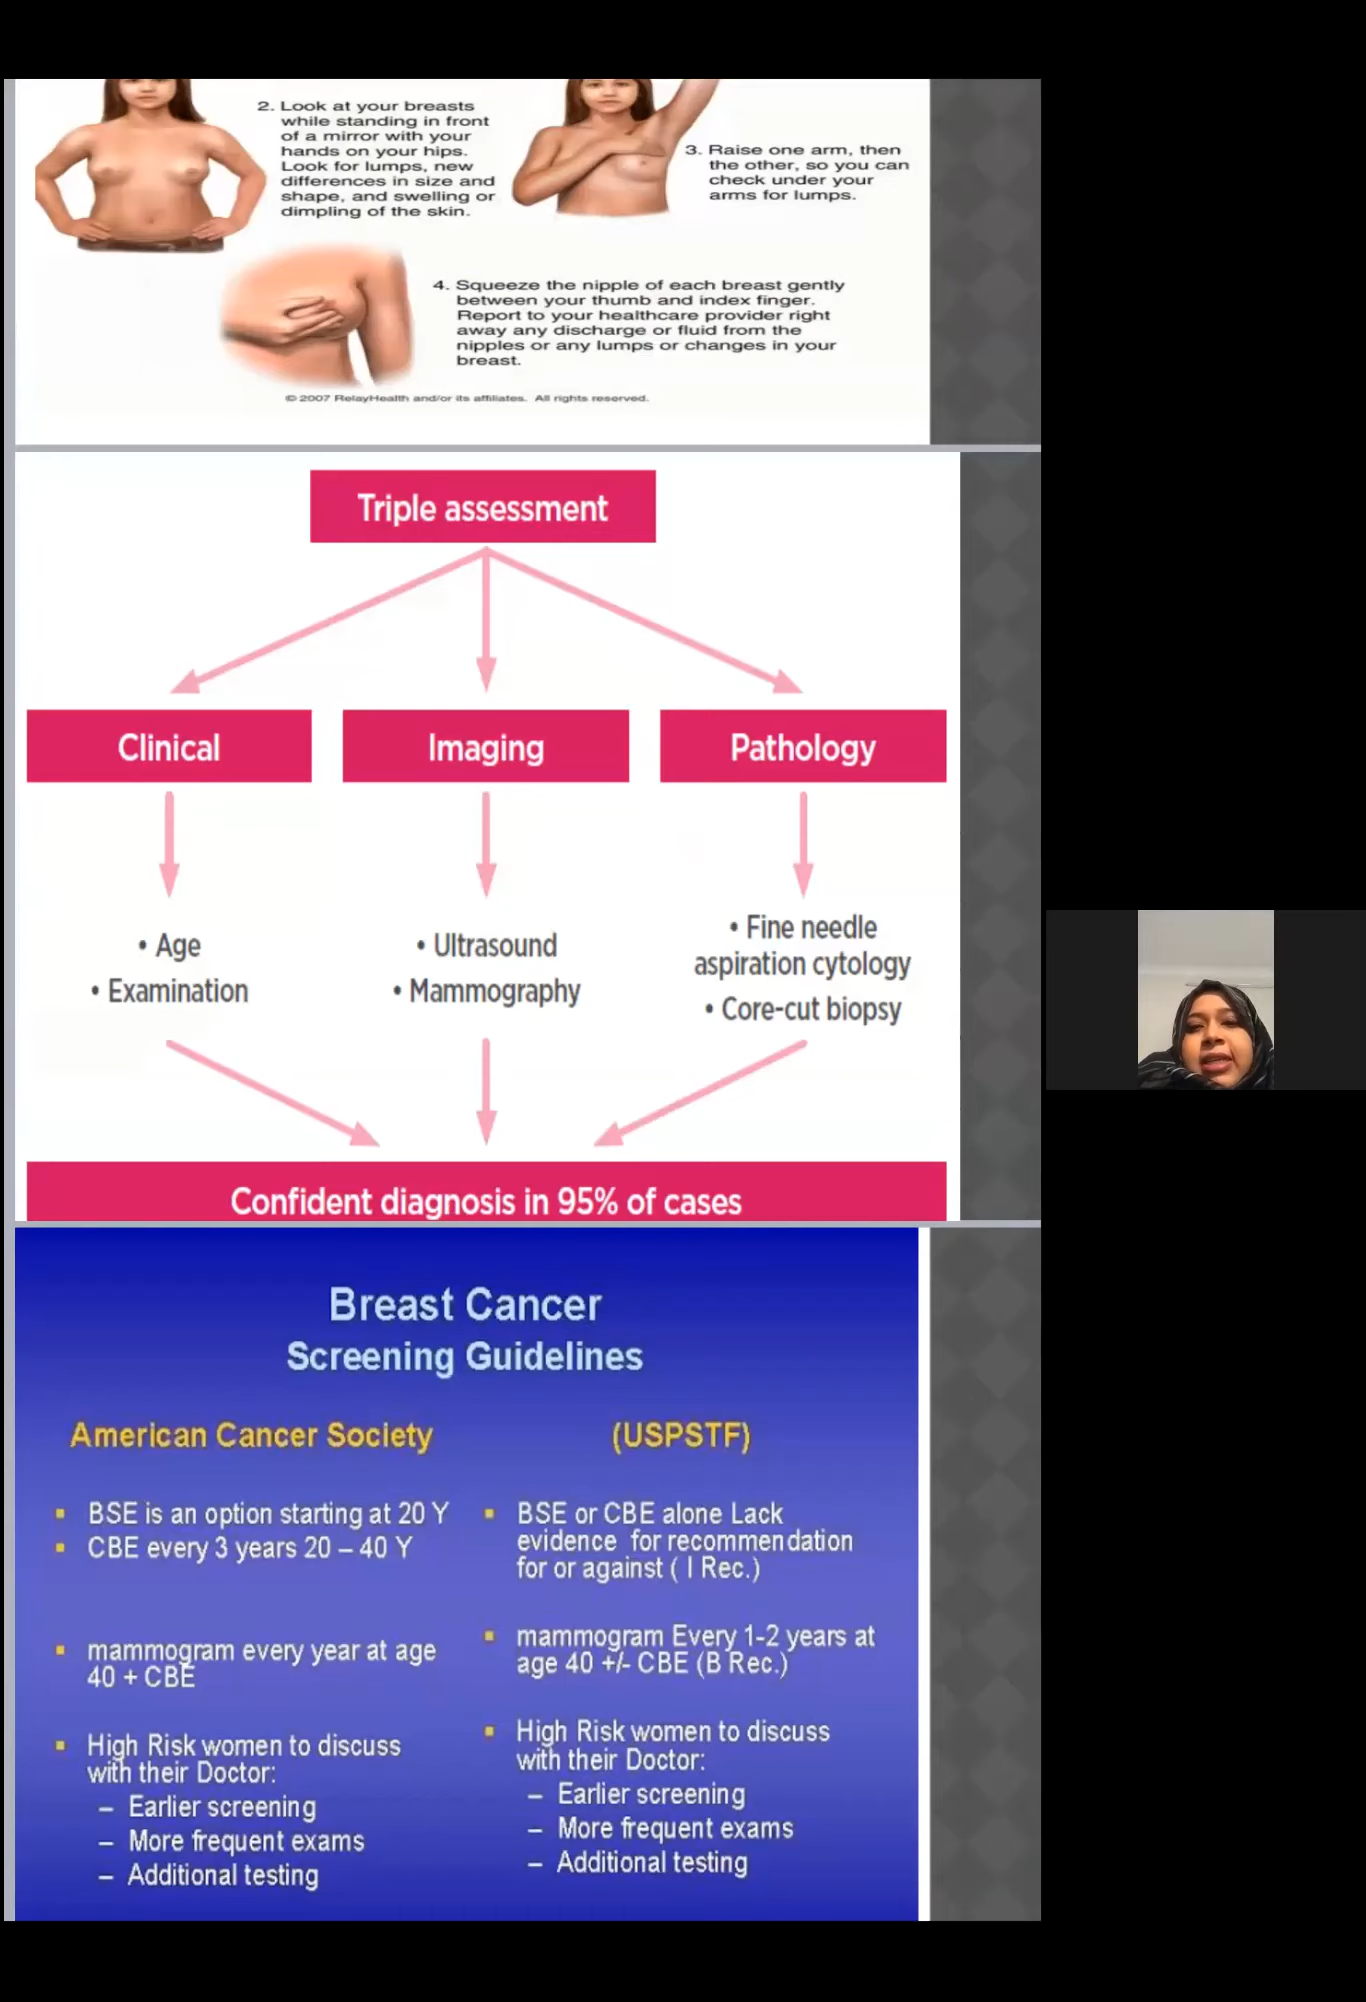 2. Look at your breasts
while standing in front
of a mirror with your
hands on your hips.
Look for lumps, new
differences in size and
shape, and swelling or
dimpling of the skin.
3. Raise one arm, then
the other, so you can
check under your
arms for lumps.
4. Squeeze the nipple of each breast gently
between your thumb and index finger.
Report to your healthcare provider right
away any discharge or fluid from the
nipples or any lumps or changes in your
breast.
© 2007 RelayHealth and/or its affiliates. All rights reserved.
Triple assessment
Clinical
Imaging
Pathology
• Age
• Examination
• Ultrasound
• Mammography
• Fine needle
aspiration cytology
• Core-cut biopsy
Confident diagnosis in 95% of cases
Breast Cancer
Screening Guidelines
American Cancer Society
▪ BSE is an option starting at 20 Y
▪ CBE every 3 years 20 – 40 Y
▪ mammogram every year at age
40 + CBE
▪ High Risk women to discuss
with their Doctor:
– Earlier screening
– More frequent exams
– Additional testing
(USPSTF)
▪ BSE or CBE alone Lack
evidence for recommendation
for or against ( I Rec.)
▪ mammogram Every 1-2 years at
age 40 +/- CBE (B Rec.)
▪ High Risk women to discuss
with their Doctor:
– Earlier screening
– More frequent exams
– Additional testing